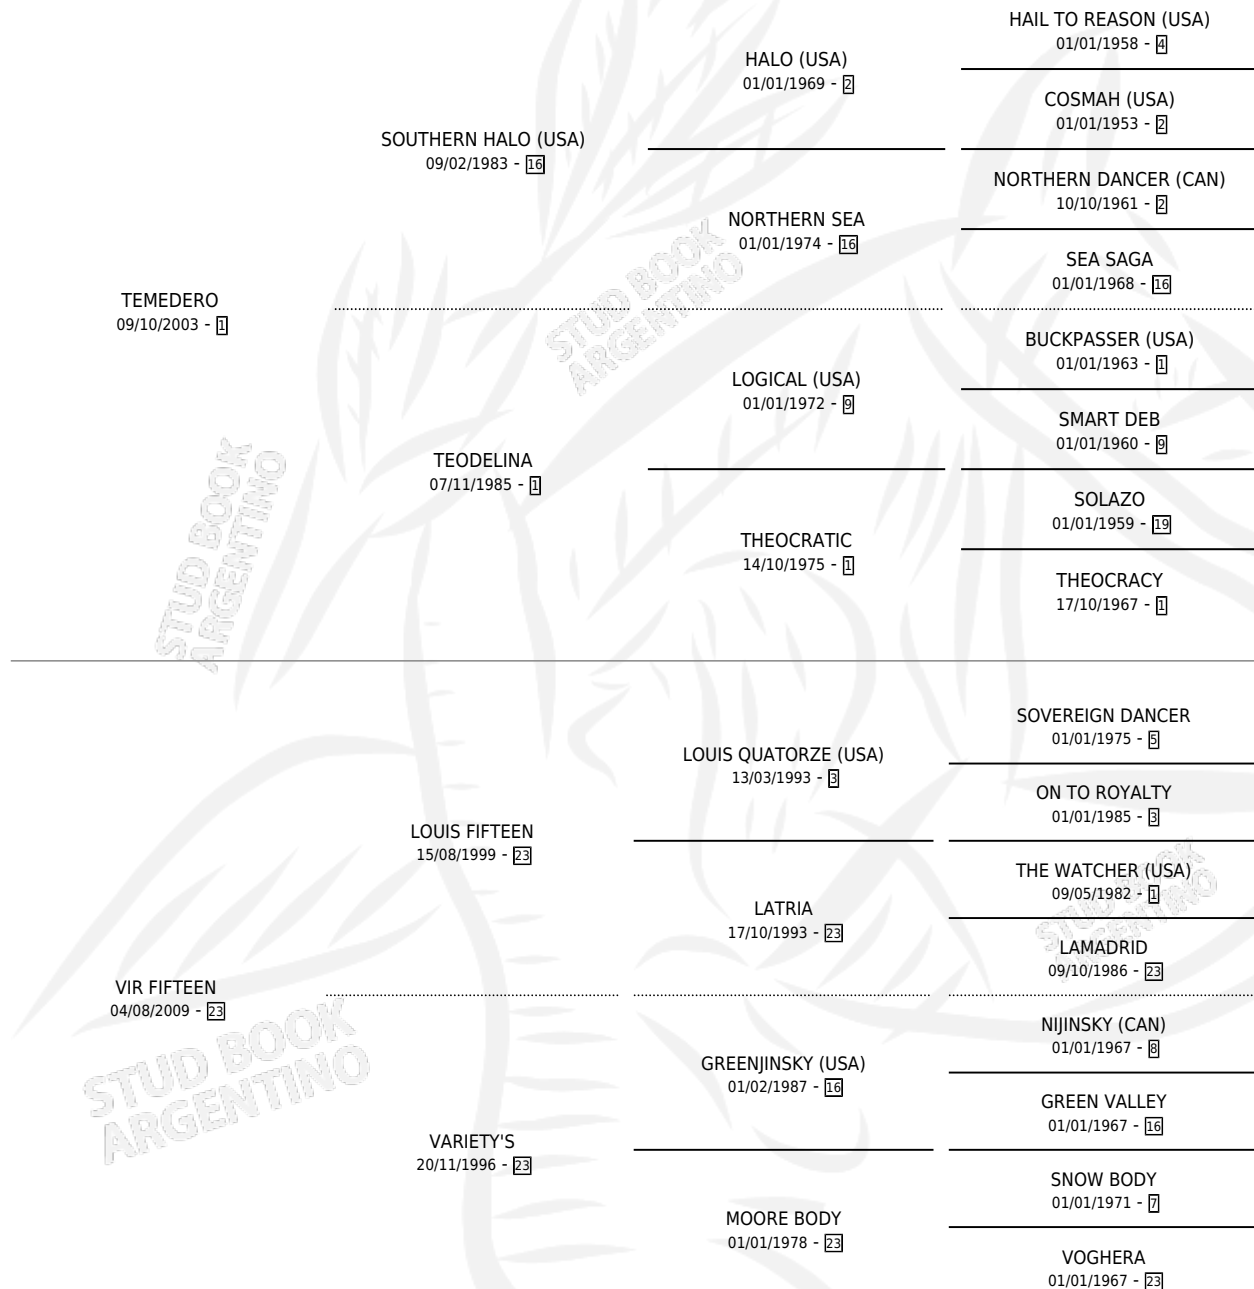 HAIL TO REASON (USA)
01/01/1958 - 4
HALO (USA)
01/01/1969 - 2
COSMAH (USA)
01/01/1953 - 2
SOUTHERN HALO (USA)
09/02/1983 - 16
NORTHERN DANCER (CAN)
10/10/1961 - 2
NORTHERN SEA
01/01/1974 - 16
SEA SAGA
01/01/1968 - 16
TEMEDERO
09/10/2003 - 1
BUCKPASSER (USA)
01/01/1963 - 1
LOGICAL (USA)
01/01/1972 - 9
SMART DEB
01/01/1960 - 9
TEODELINA
07/11/1985 - 1
SOLAZO
01/01/1959 - 19
THEOCRATIC
14/10/1975 - 1
THEOCRACY
17/10/1967 - 1
SOVEREIGN DANCER
01/01/1975 - 5
LOUIS QUATORZE (USA)
13/03/1993 - 3
ON TO ROYALTY
01/01/1985 - 3
LOUIS FIFTEEN
15/08/1999 - 23
THE WATCHER (USA)
09/05/1982 - 1
LATRIA
17/10/1993 - 23
LAMADRID
09/10/1986 - 23
VIR FIFTEEN
04/08/2009 - 23
NIJINSKY (CAN)
01/01/1967 - 8
GREENJINSKY (USA)
01/02/1987 - 16
GREEN VALLEY
01/01/1967 - 16
VARIETY'S
20/11/1996 - 23
SNOW BODY
01/01/1971 - 7
MOORE BODY
01/01/1978 - 23
VOGHERA
01/01/1967 - 23
STUD BOOK
ARGENTINO
STUD BOOK
ARGENTINO
STUD BOOK
ARGENTINO
STUD BOOK
ARGENTINO